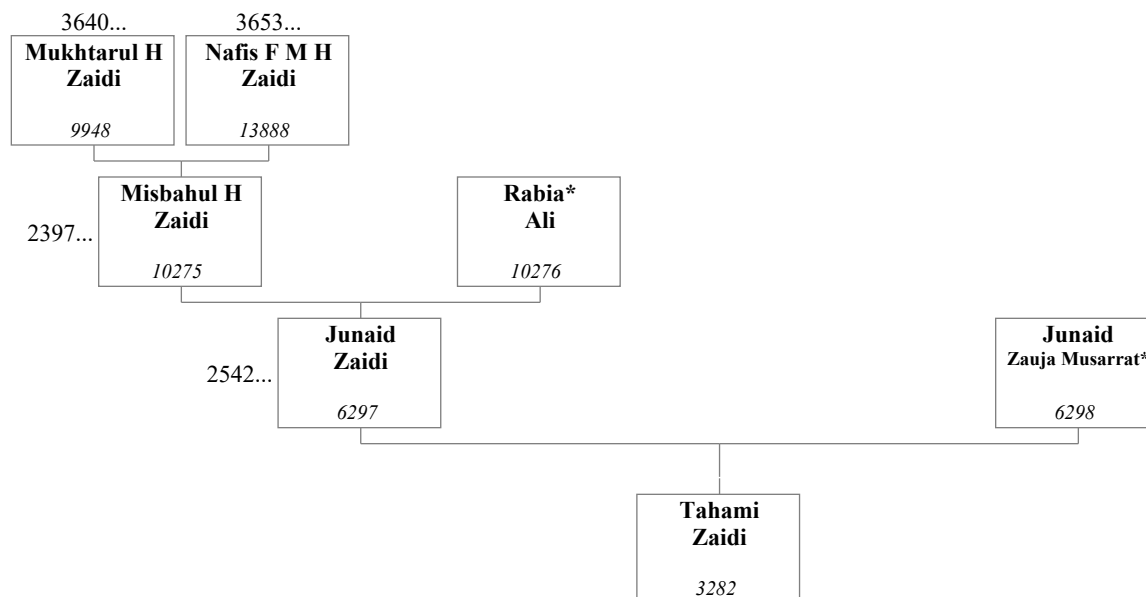 3640...
3653...
Mukhtarul H
Zaidi
9948
Nafis F M H
Zaidi
13888
2397...
Misbahul H
Zaidi
10275
Rabia*
Ali
10276
2542...
Junaid
Zaidi
6297
Junaid
Zauja Musarrat*
6298
Tahami
Zaidi
3282